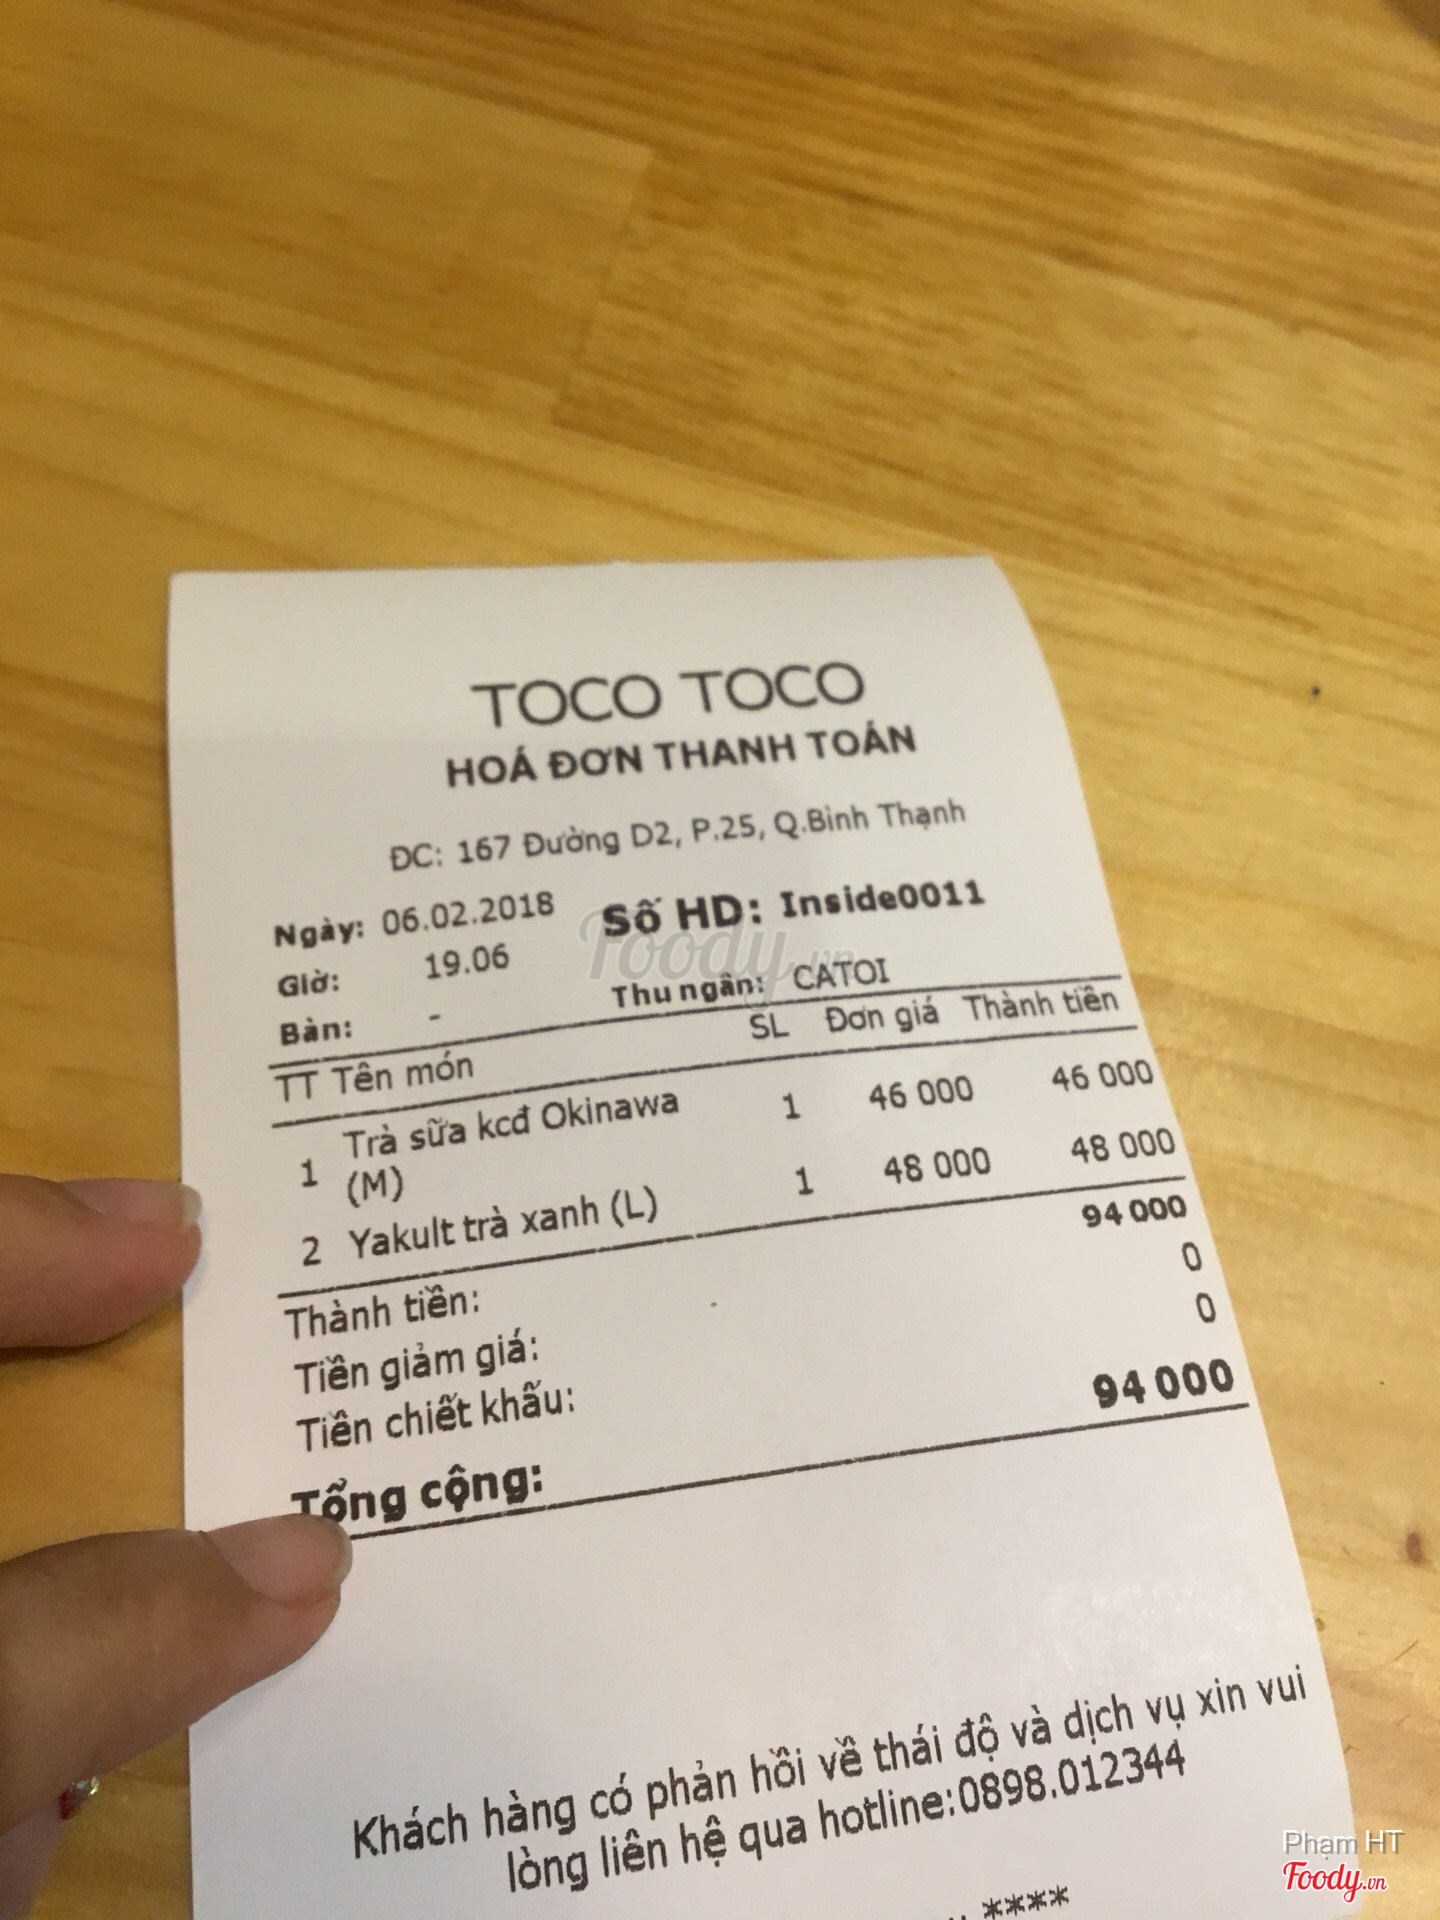 TOCO TOCO
HOÁ ĐƠN THANH TOÁN
ĐC: 167 Đường D2, P.25, Q.Bình Thạnh
Ngày: 06.02.2018 Số HD: Inside0011
Giờ: 19.06
Bàn: - Thu ngân: CATOI
TT Tên món SL Đơn giá Thành tiền
1 Trà sữa kcđ Okinawa 1 46 000 46 000
(M)
2 Yakult trà xanh (L) 1 48 000 48 000
Thành tiền: 94 000
Tiền giảm giá: 0
Tiền chiết khấu: 0
Tổng cộng: 94 000
Khách hàng có phản hồi về thái độ và dịch vụ xin vui
lòng liên hệ qua hotline:0898.012344
****
Foody.vn
Phạm HT
Foody.vn